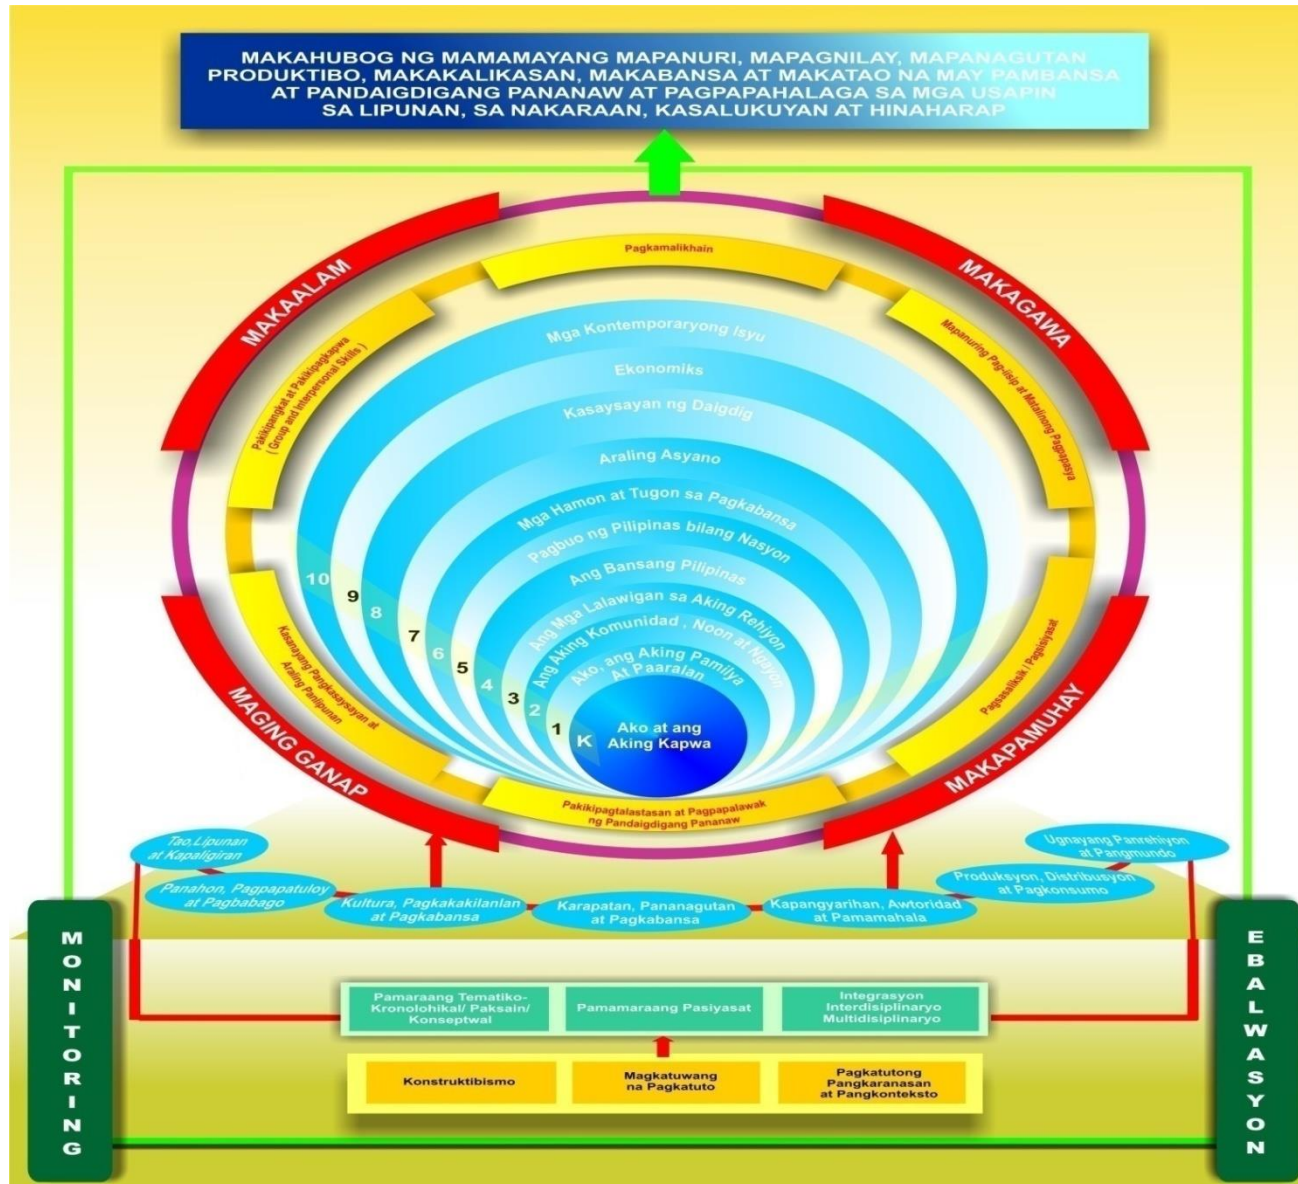 MAKAHUBOG NG MAMAMAYANG MAPANURI, MAPAGNILAY, MAPANAGUTAN
PRODUKTIBO, MAKAKALIKASAN, MAKABANSA AT MAKATAO NA MAY PAMBANSA
AT PANDAIGDIGANG PANANAW AT PAGPAPAHALAGA SA MGA USAPIN
SA LIPUNAN, SA NAKARAAN, KASALUKUYAN AT HINAHARAP
MAKAALAM
MAKAGAWA
Pagkamalikhain
Pakikipangkat at Pakikipagkapwa
( Group and Interpersonal Skills )
Mapanuring Pag-iisip at Matalinong Pagpapasya
Mga Kontemporaryong Isyu
Ekonomiks
Kasaysayan ng Daigdig
Araling Asyano
Mga Hamon at Tugon sa Pagkabansa
Pagbuo ng Pilipinas bilang Nasyon
Ang Bansang Pilipinas
Ang Mga Lalawigan sa Aking Rehiyon
Ang Aking Komunidad , Noon at Ngayon
Ako, ang Aking Pamilya
At Paaralan
Ako at ang
Aking Kapwa
10
9
8
7
6
5
4
3
2
1
K
Kasanayang Pangkasaysayan at
Araling Panlipunan
Pagsasaliksik / Pagsisiyasat
MAGING GANAP
MAKAPAMUHAY
Pakikipagtalastasan at Pagpapalawak
ng Pandaigdigang Pananaw
Tao,Lipunan
at Kapaligiran
Panahon, Pagpapatuloy
at Pagbabago
Kultura, Pagkakakilanlan
at Pagkabansa
Karapatan, Pananagutan
at Pagkabansa
Kapangyarihan, Awtoridad
at Pamamahala
Produksyon, Distribusyon
at Pagkonsumo
Ugnayang Panrehiyon
at Pangmundo
MONITORING
EBALWASYON
Pamaraang Tematiko-
Kronolohikal/ Paksain/
Konseptwal
Pamamaraang Pasiyasat
Integrasyon
Interdisiplinaryo
Multidisiplinaryo
Konstruktibismo
Magkatuwang
na Pagkatuto
Pagkatutong
Pangkaranasan
at Pangkonteksto